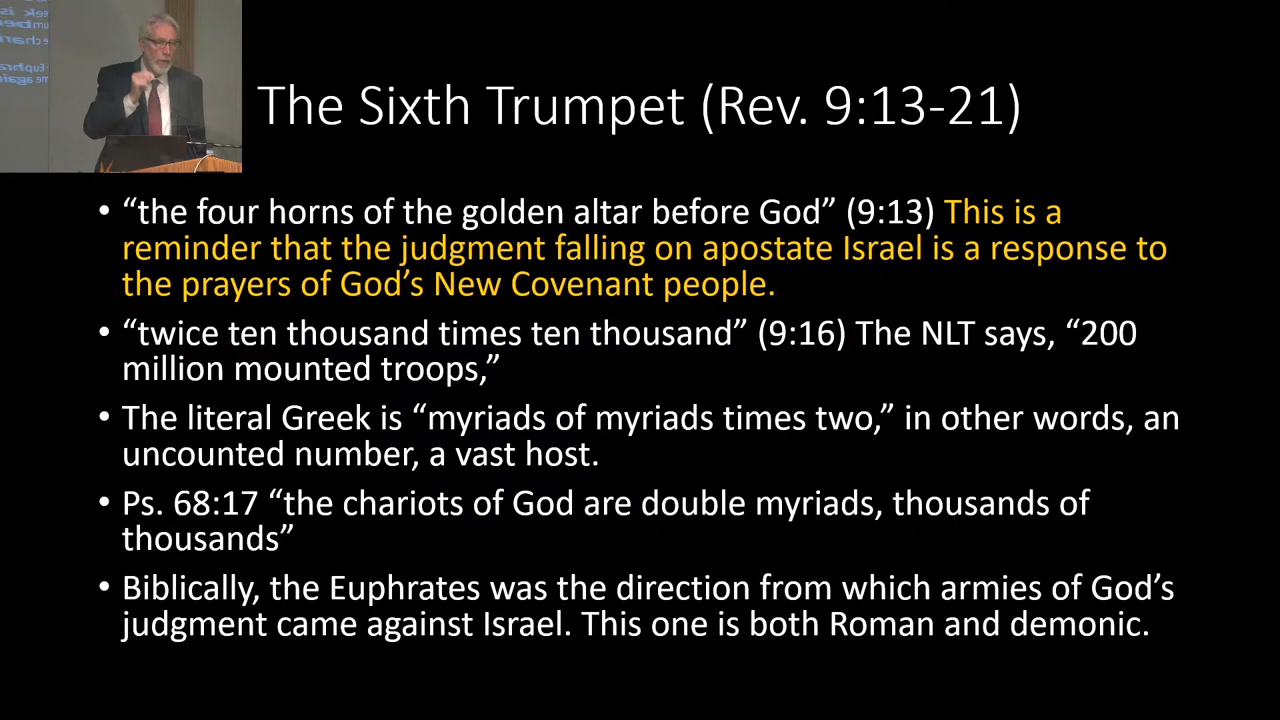 The Sixth Trumpet (Rev. 9:13-21)
• “the four horns of the golden altar before God” (9:13) This is a
reminder that the judgment falling on apostate Israel is a response to
the prayers of God’s New Covenant people.
• “twice ten thousand times ten thousand” (9:16) The NLT says, “200
million mounted troops,”
• The literal Greek is “myriads of myriads times two,” in other words, an
uncounted number, a vast host.
• Ps. 68:17 “the chariots of God are double myriads, thousands of
thousands”
• Biblically, the Euphrates was the direction from which armies of God’s
judgment came against Israel. This one is both Roman and demonic.